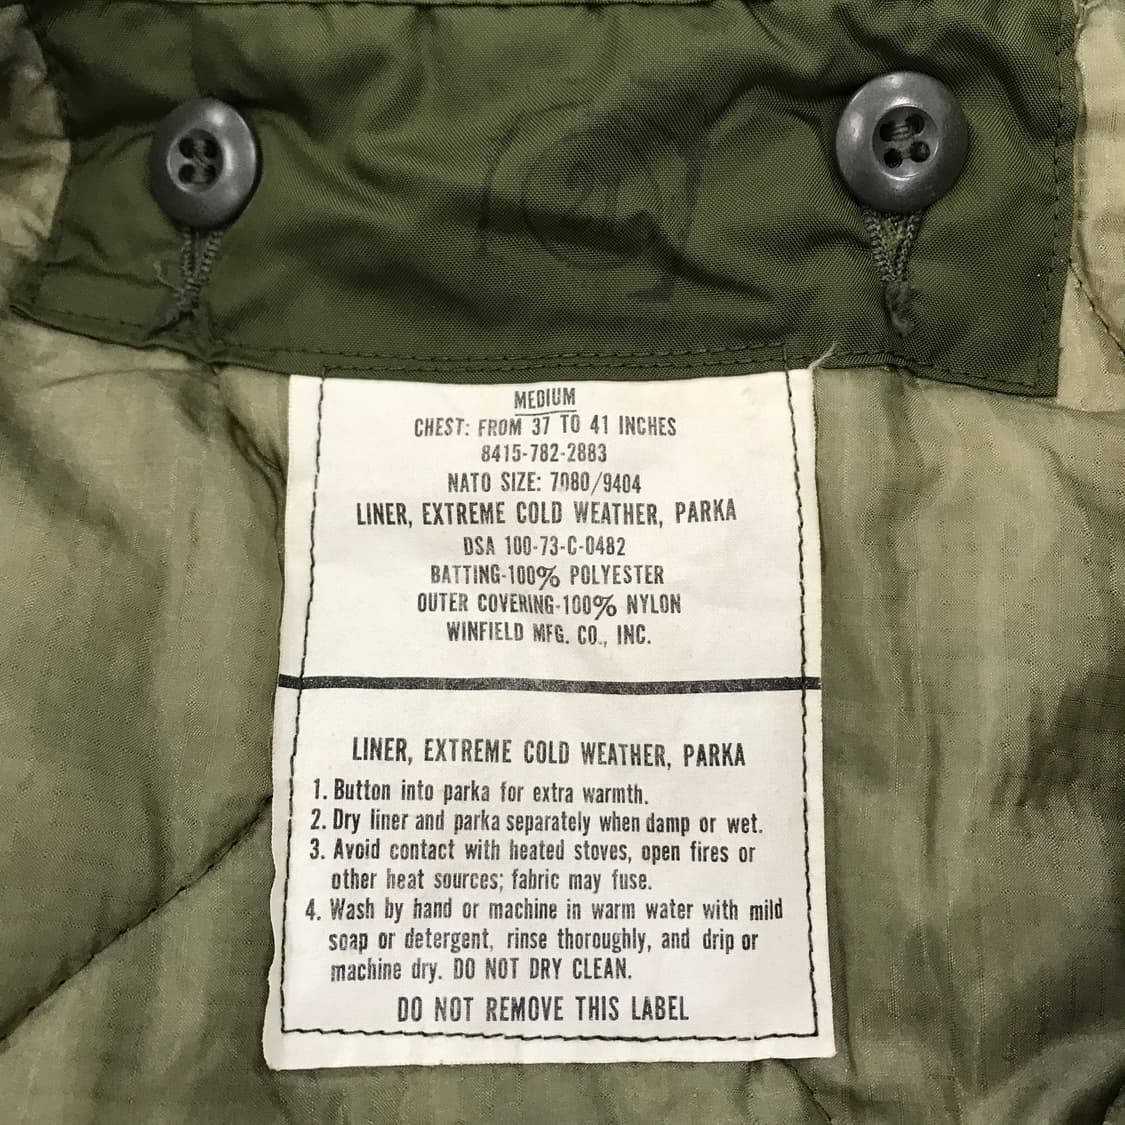 MEDIUM
CHEST: FROM 37 TO 41 INCHES
8415-782-2883
NATO SIZE: 7080/9404
LINER, EXTREME COLD WEATHER, PARKA
DSA 100-73-C-0482
BATTING-100% POLYESTER
OUTER COVERING-100% NYLON
WINFIELD MFG. CO., INC.
LINER, EXTREME COLD WEATHER, PARKA
1. Button into parka for extra warmth.
2. Dry liner and parka separately when damp or wet.
3. Avoid contact with heated stoves, open fires or
other heat sources; fabric may fuse.
4. Wash by hand or machine in warm water with mild
soap or detergent, rinse thoroughly, and drip or
machine dry. DO NOT DRY CLEAN.
DO NOT REMOVE THIS LABEL